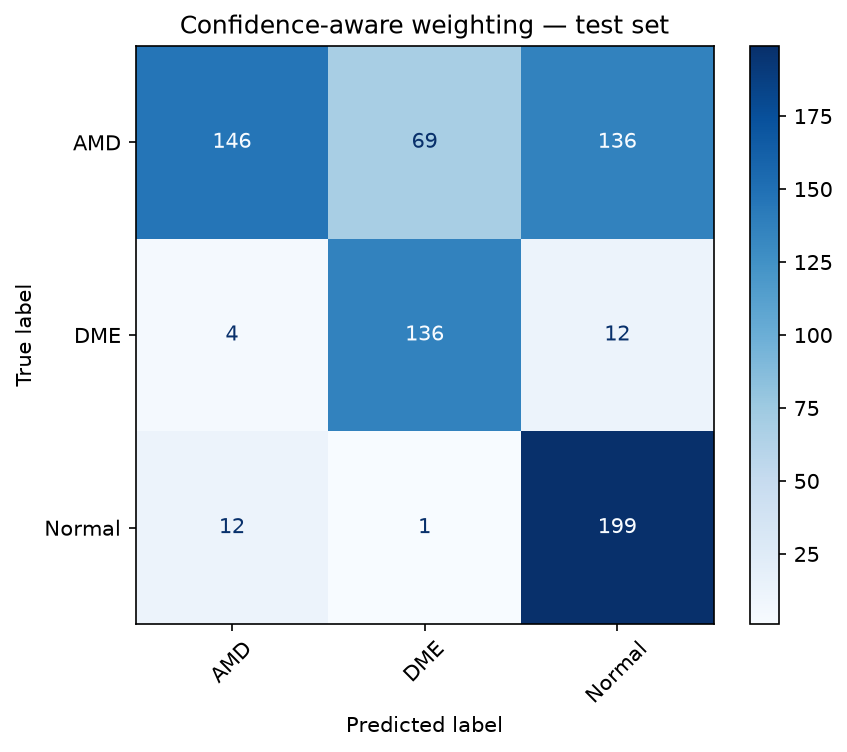 Confidence-aware weighting — test set
AMD
146
69
136
DME
4
136
12
Normal
12
1
199
AMD
DME
Normal
Predicted label
True label
175
150
125
100
75
50
25